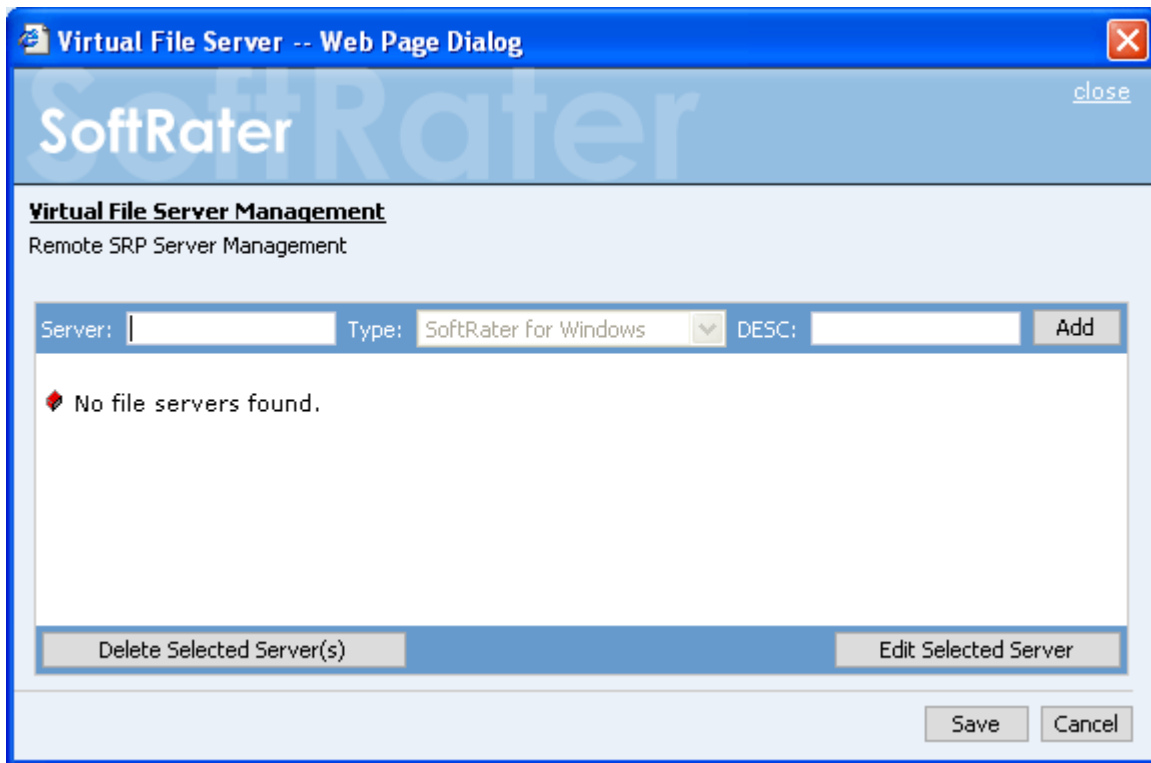 Virtual File Server -- Web Page Dialog
SoftRater
close
SoftRater
Virtual File Server Management
Remote SRP Server Management
Server: Type: SoftRater for Windows DESC: Add
No file servers found.
Delete Selected Server(s) Edit Selected Server
Save Cancel